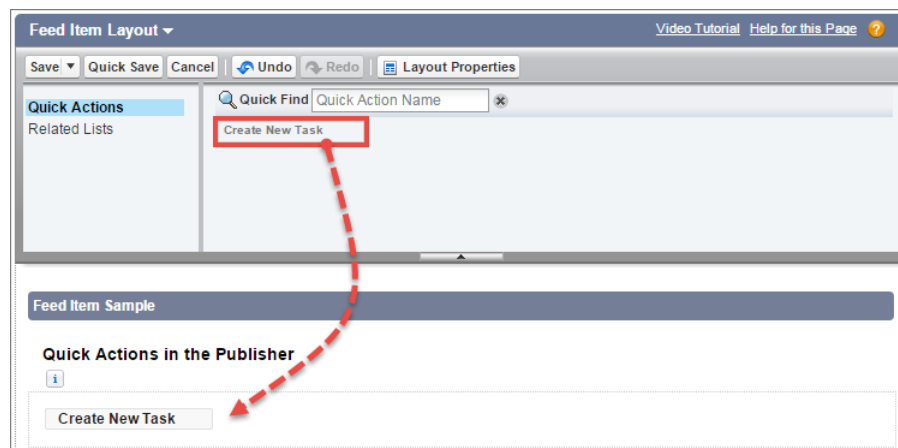 Feed Item Layout Video Tutorial Help for this Page ?
Save Quick Save Cancel Undo Redo Layout Properties
Quick Actions
Related Lists
Quick Find Quick Action Name
Create New Task
Feed Item Sample
Quick Actions in the Publisher
i
Create New Task